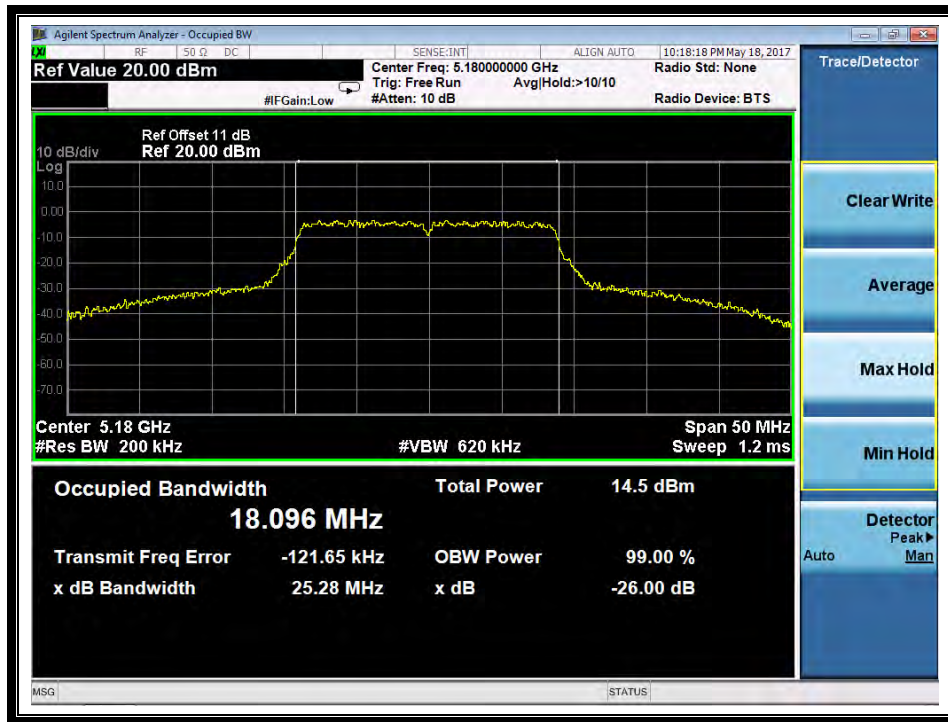 Agilent Spectrum Analyzer - Occupied BW
LXI RF 50 Ω DC SENSE:INT ALIGN AUTO 10:18:18 PM May 18, 2017
Ref Value 20.00 dBm
Center Freq: 5.180000000 GHz
Radio Std: None
Trig: Free Run
Avg|Hold:>10/10
#IFGain:Low
#Atten: 10 dB
Radio Device: BTS
Ref Offset 11 dB
10 dB/div
Ref 20.00 dBm
Log
10.0
0.00
-10.0
-20.0
-30.0
-40.0
-50.0
-60.0
-70.0
Center 5.18 GHz
Span 50 MHz
#Res BW 200 kHz
#VBW 620 kHz
Sweep 1.2 ms
Occupied Bandwidth
18.096 MHz
Total Power 14.5 dBm
Transmit Freq Error -121.65 kHz
OBW Power 99.00 %
x dB Bandwidth 25.28 MHz
x dB -26.00 dB
Trace/Detector
Clear Write
Average
Max Hold
Min Hold
Detector
Peak▶
Auto Man
MSG
STATUS